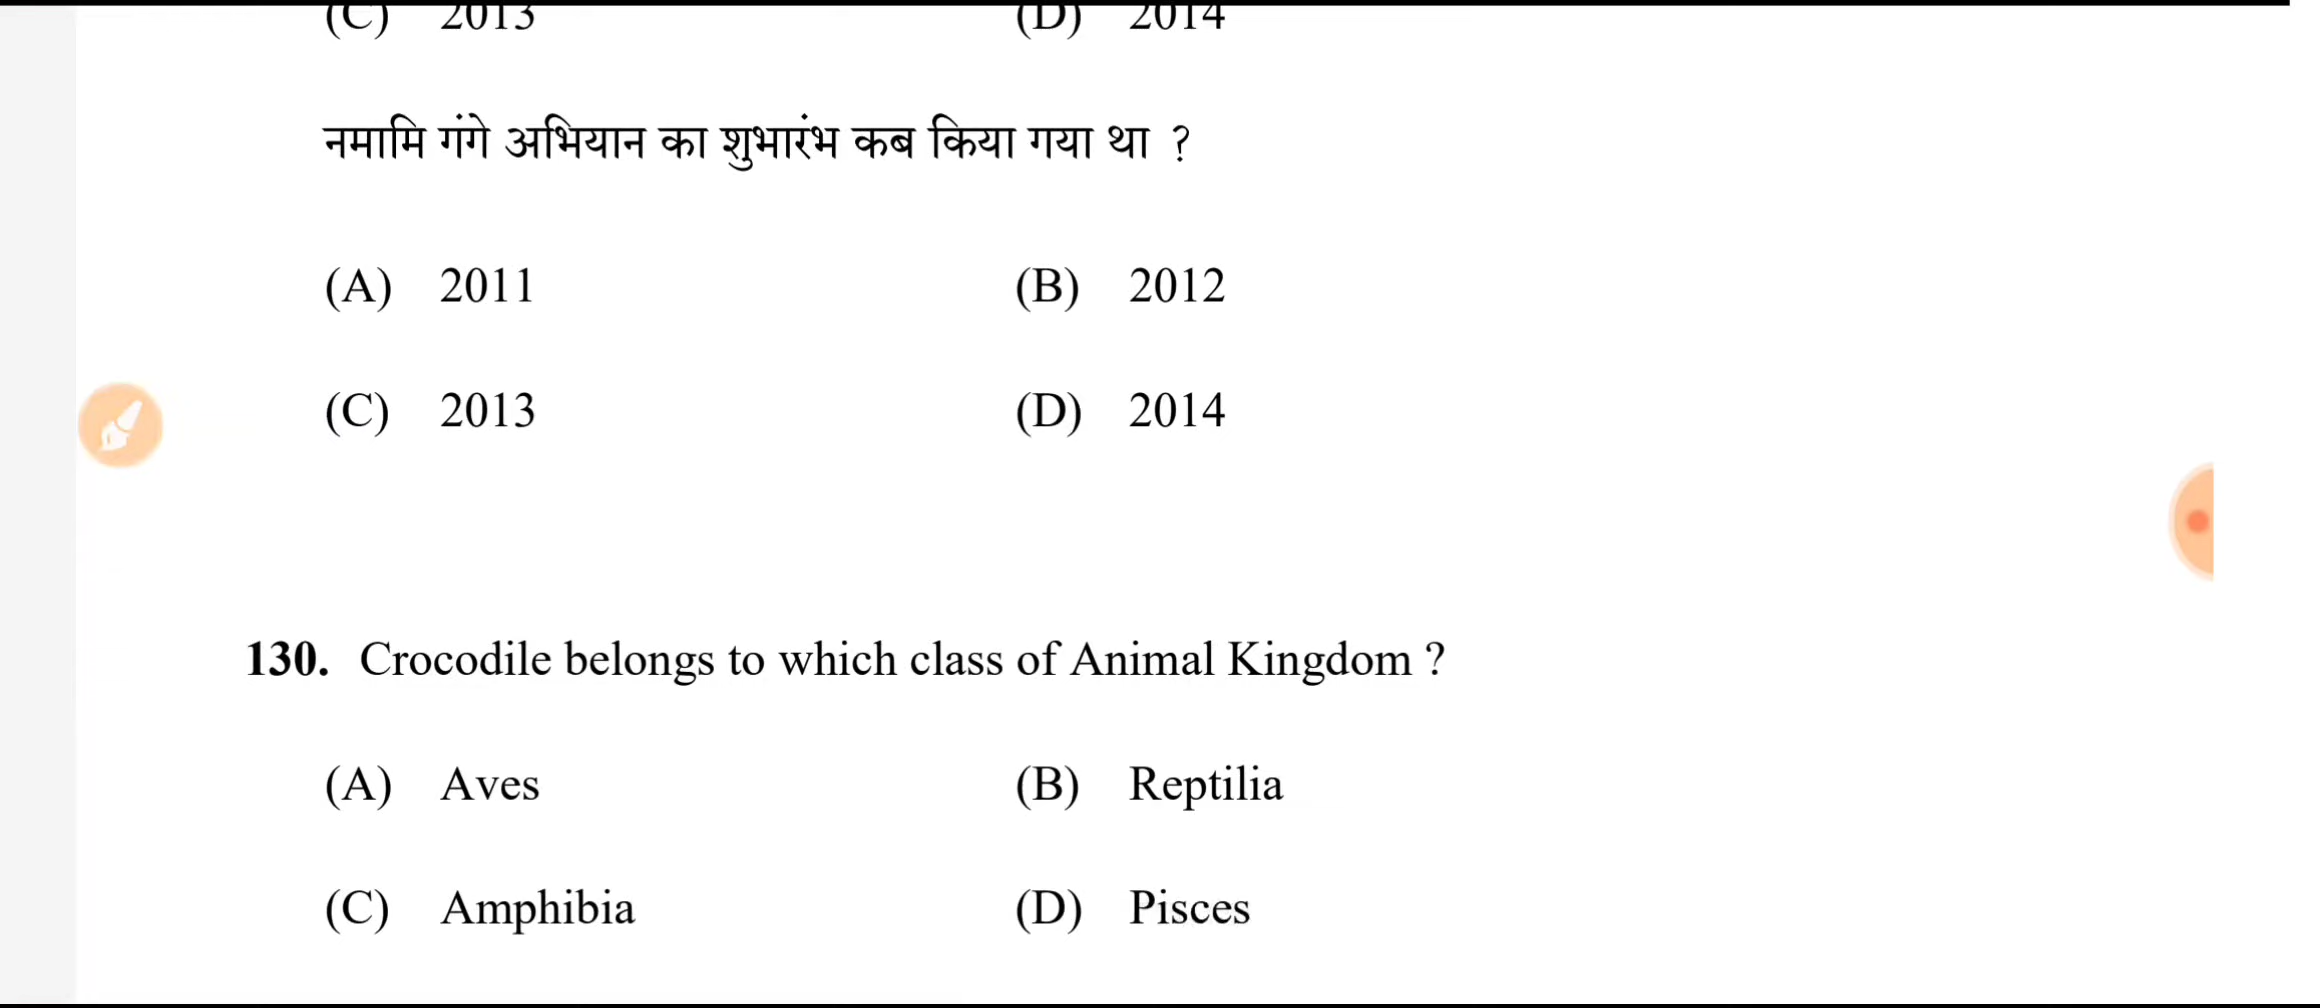 (C) 2013 (D) 2014
नमामि गंगे अभियान का शुभारंभ कब किया गया था ?
(A) 2011 (B) 2012
(C) 2013 (D) 2014
130. Crocodile belongs to which class of Animal Kingdom ?
(A) Aves (B) Reptilia
(C) Amphibia (D) Pisces